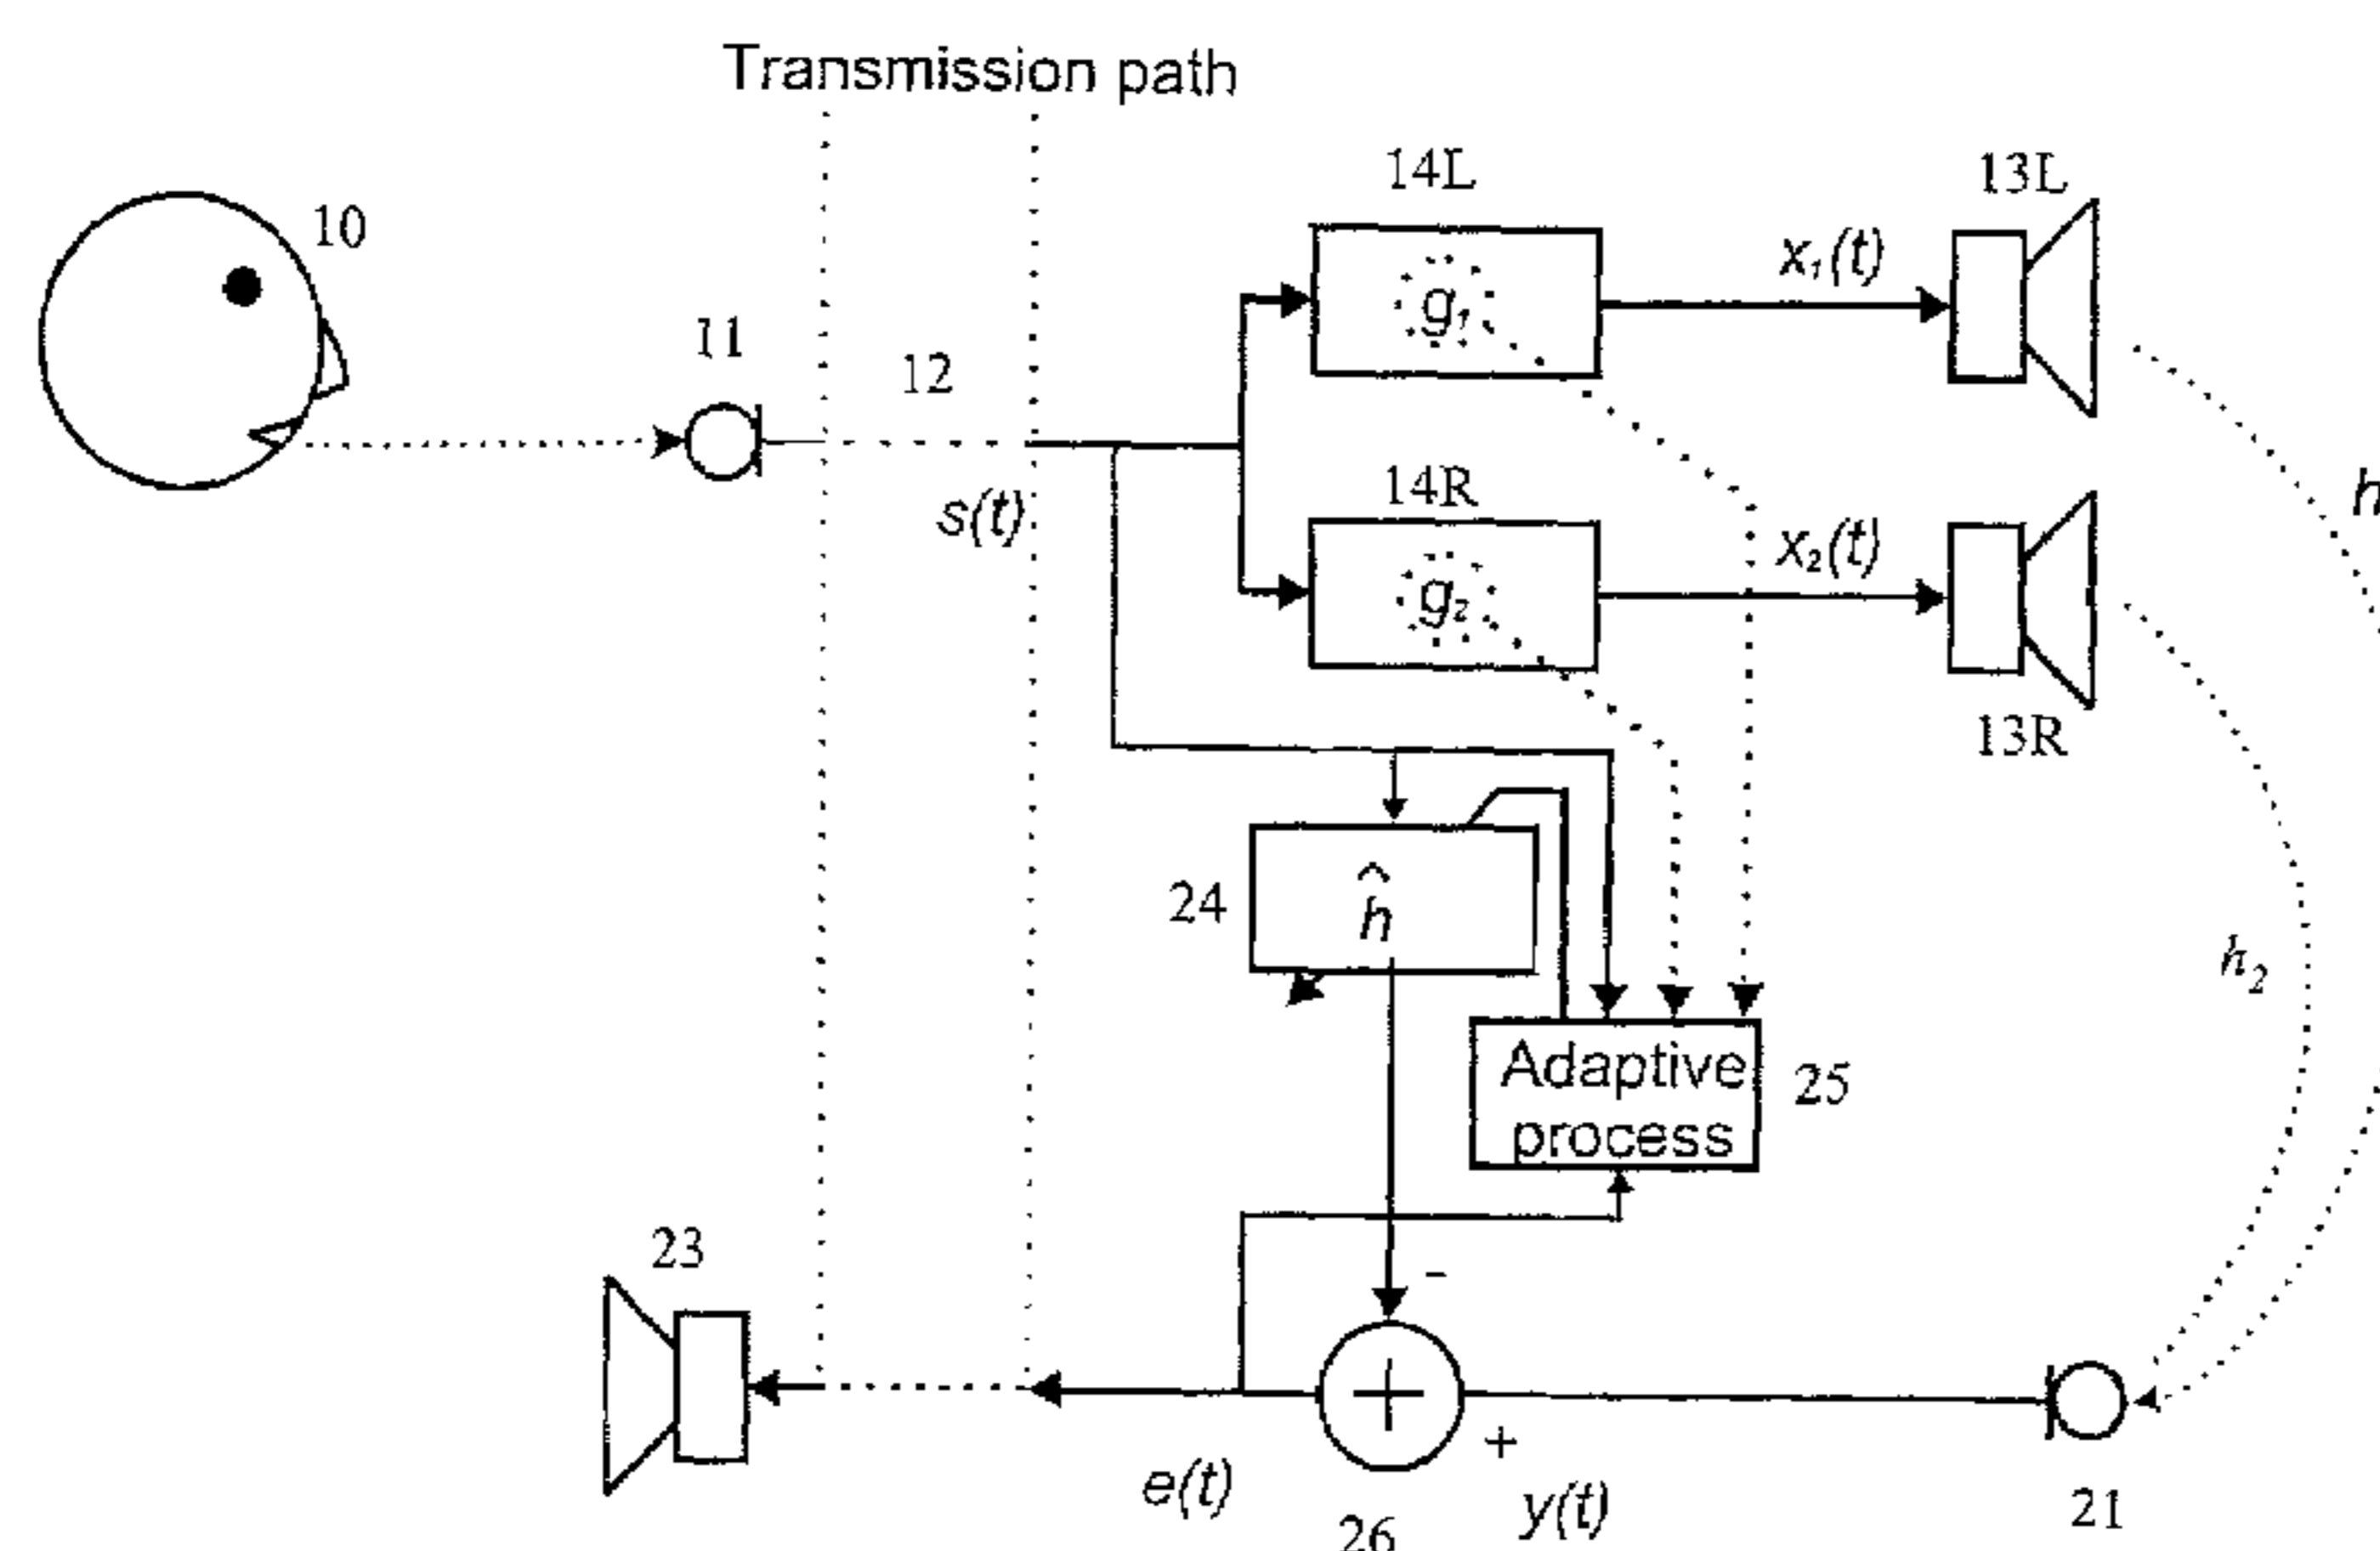 Transmission path
10
11
12
s(t)
14L
g1
x1(t)
13L
14R
g2
x2(t)
13R
h
24
ĥ
h2
Adaptive
process
25
23
-
+
+
e(t)
26
y(t)
21